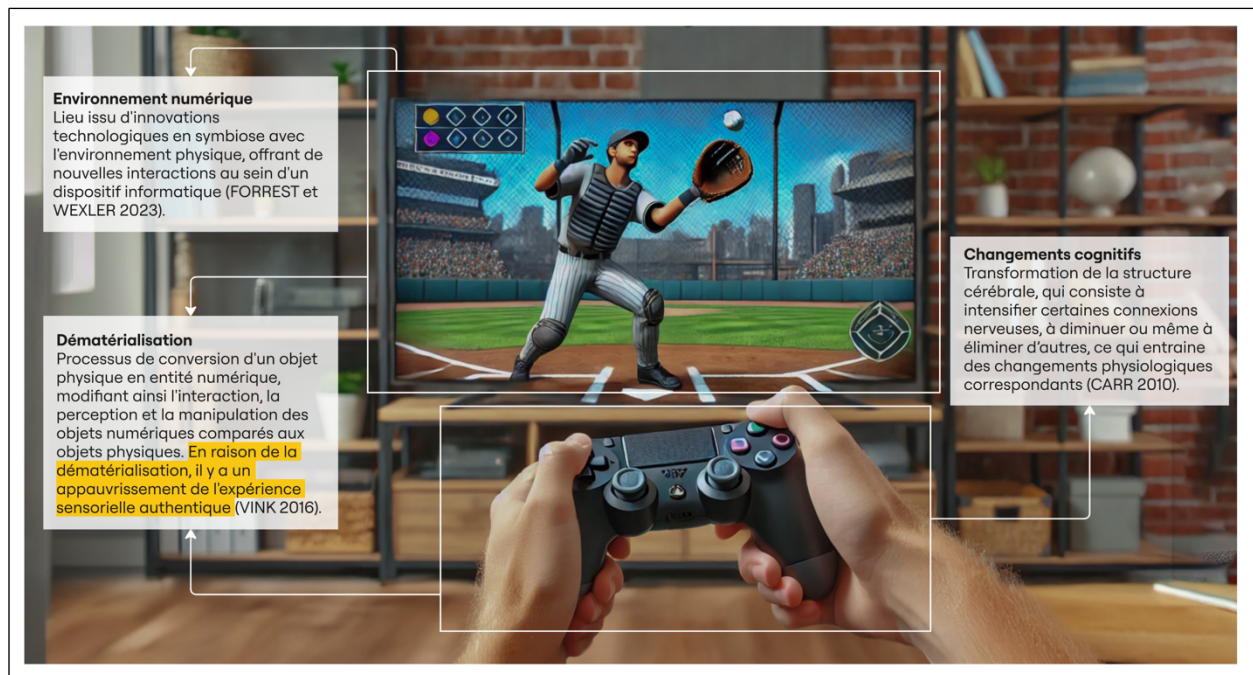 Environnement numérique
Lieu issu d'innovations
technologiques en symbiose avec
l'environnement physique, offrant de
nouvelles interactions au sein d'un
dispositif informatique (FORREST et
WEXLER 2023).
Dématérialisation
Processus de conversion d'un objet
physique en entité numérique,
modifiant ainsi l'interaction, la
perception et la manipulation des
objets numériques comparés aux
objets physiques. En raison de la
dématérialisation, il y a un
appauvrissement de l'expérience
sensorielle authentique (VINK 2016).
Changements cognitifs
Transformation de la structure
cérébrale, qui consiste à
intensifier certaines connexions
nerveuses, à diminuer ou même à
éliminer d'autres, ce qui entraine
des changements physiologiques
correspondants (CARR 2010).